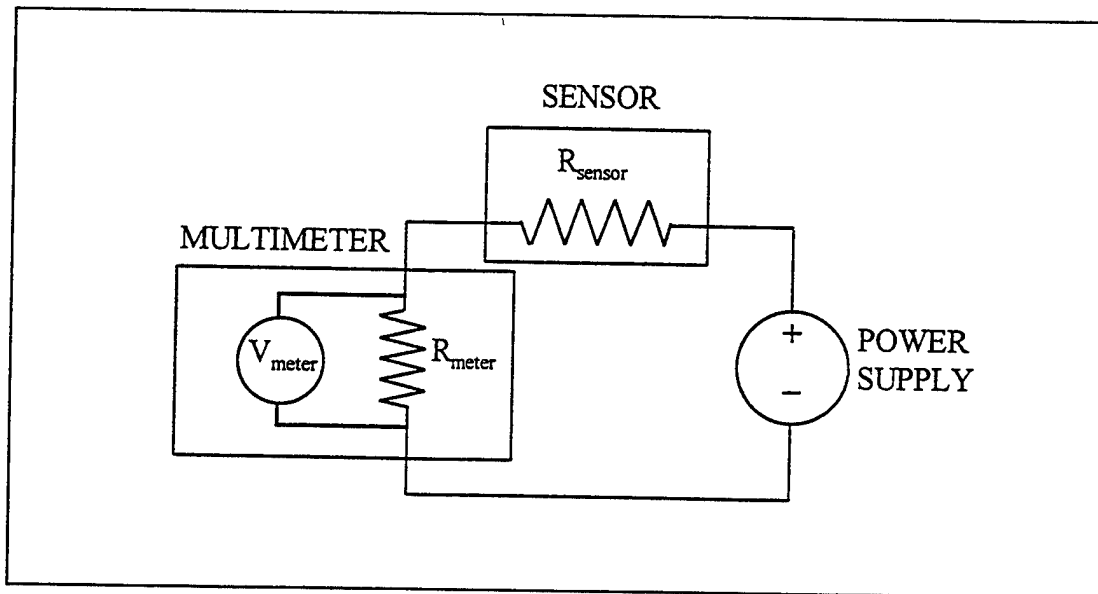 SENSOR
R_sensor
MULTIMETER
V_meter
R_meter
+
−
POWER
SUPPLY